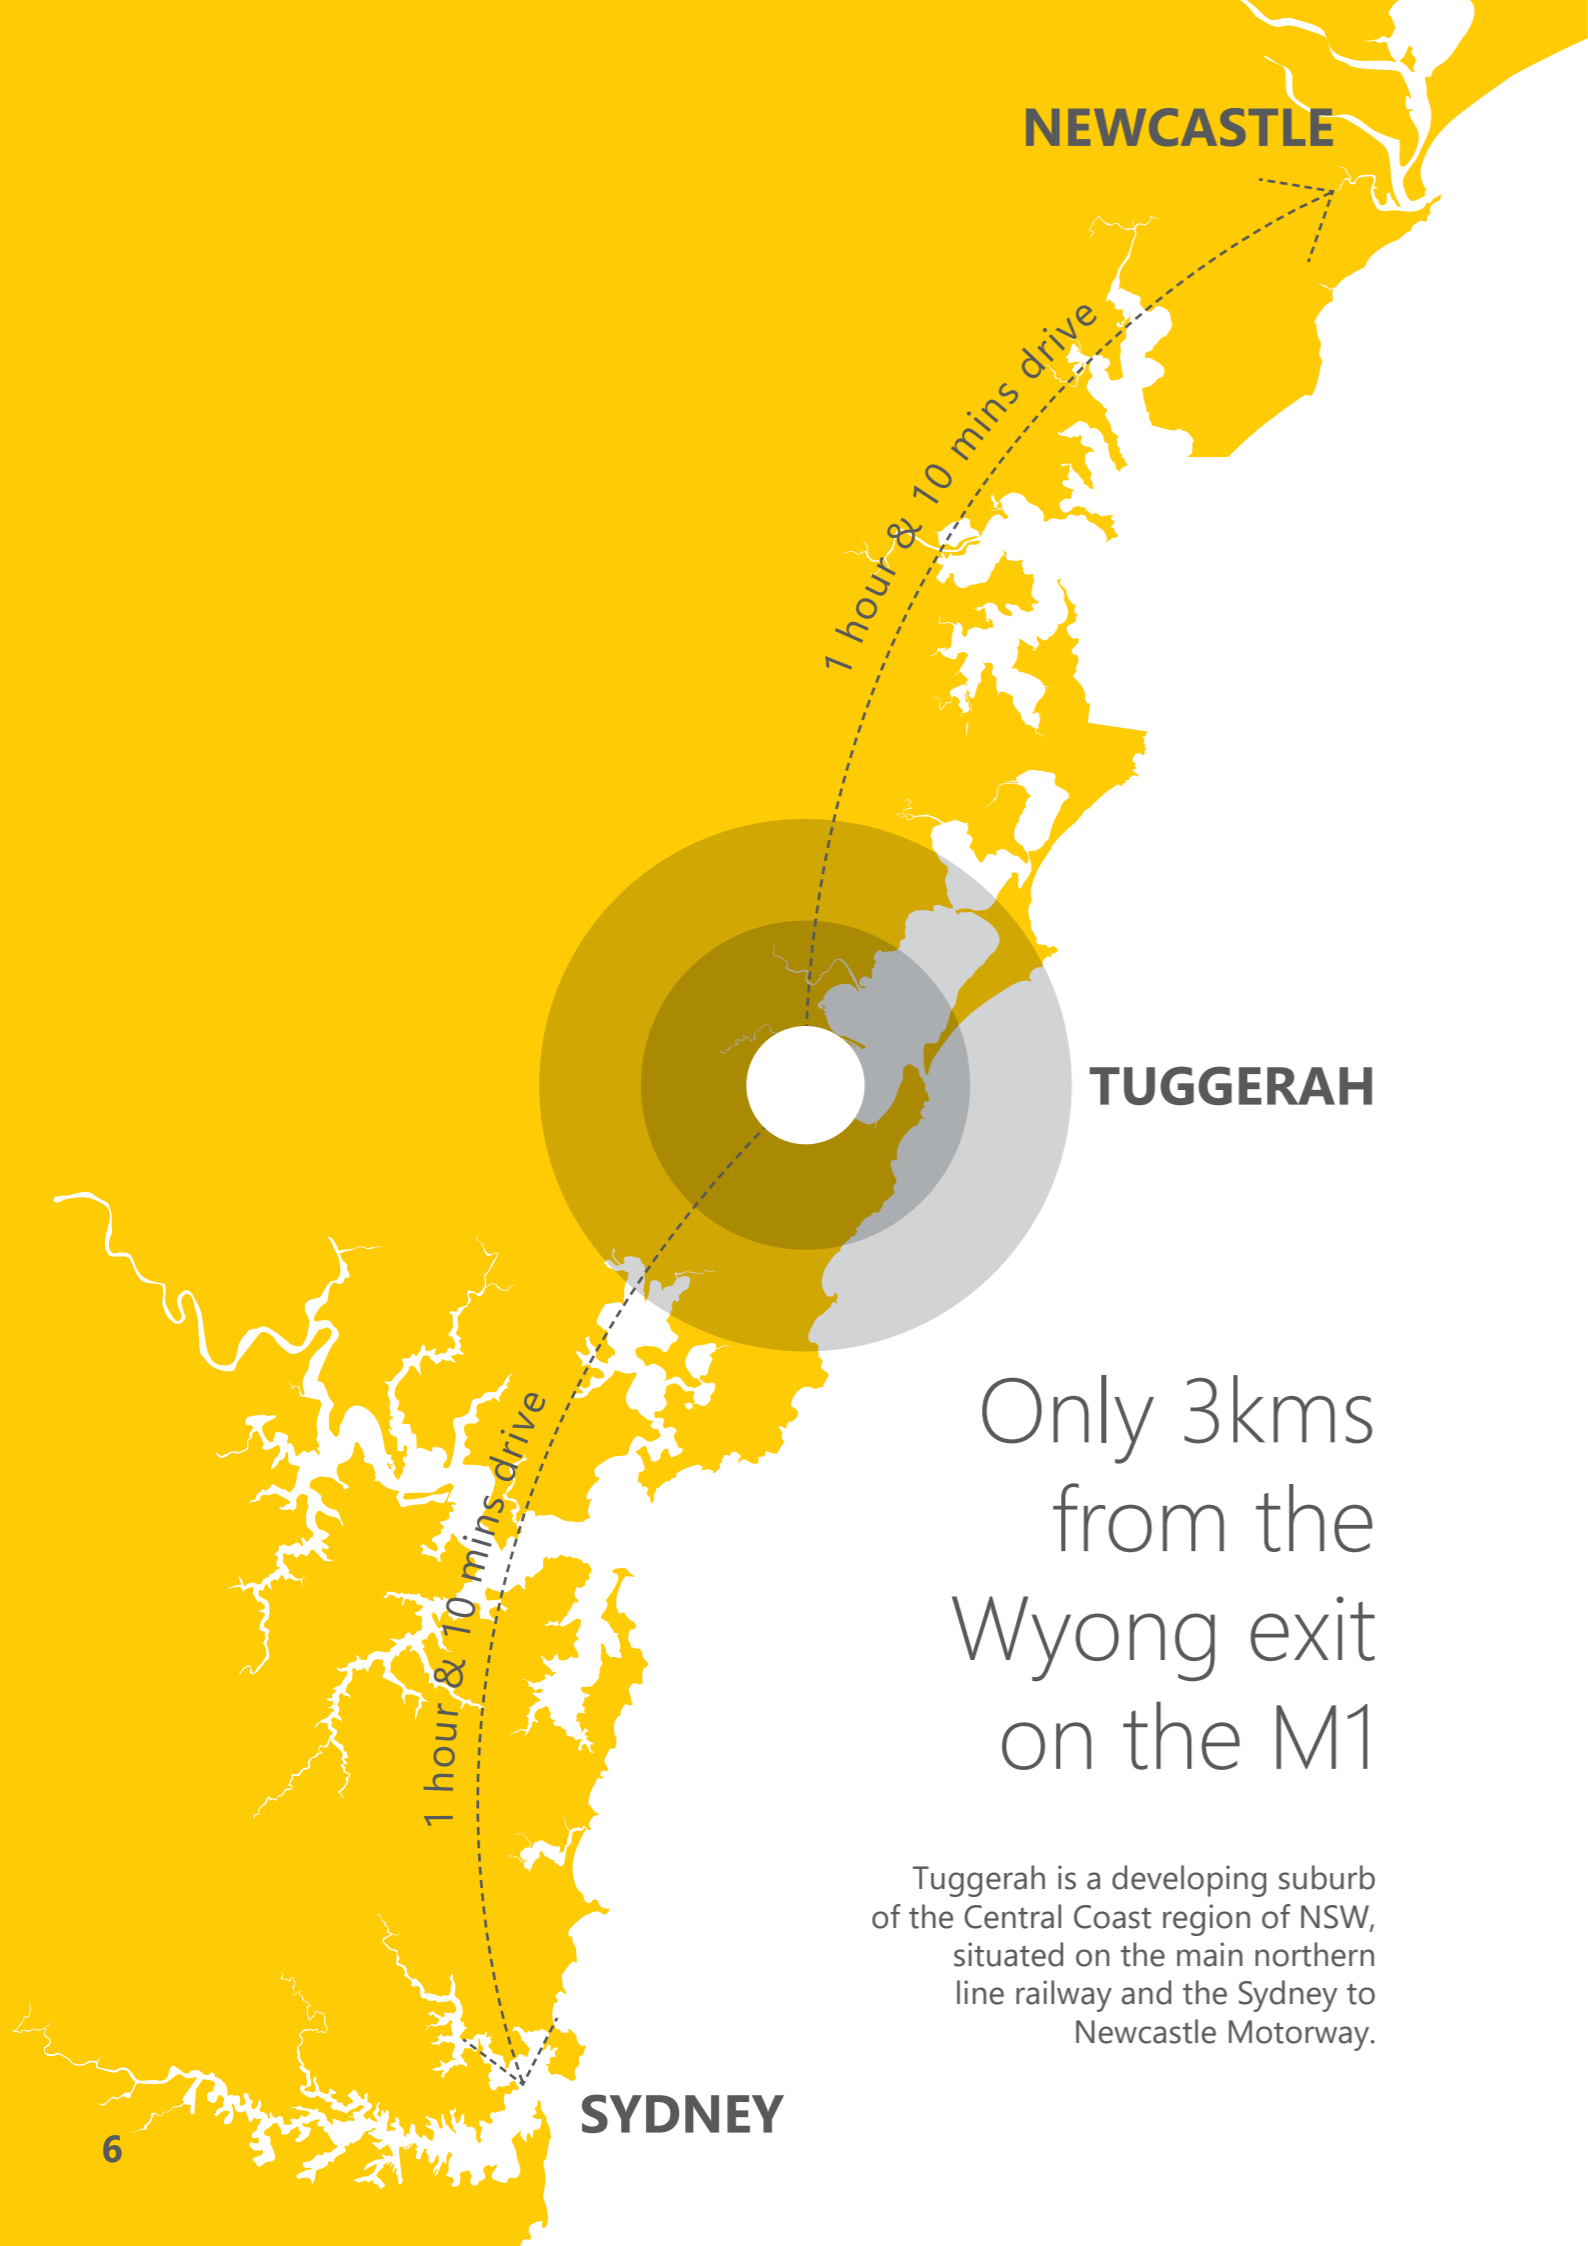 NEWCASTLE
1 hour & 10 mins drive
TUGGERAH
1 hour & 10 mins drive
Only 3kms
from the
Wyong exit
on the M1
Tuggerah is a developing suburb
of the Central Coast region of NSW,
situated on the main northern
line railway and the Sydney to
Newcastle Motorway.
SYDNEY
6